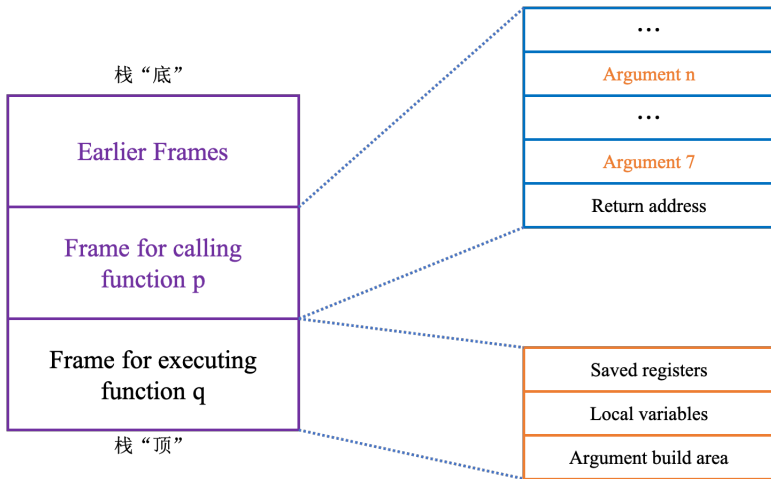 栈“底”
Earlier Frames
Frame for calling
function p
Frame for executing
function q
栈“顶”
...
Argument n
...
Argument 7
Return address
Saved registers
Local variables
Argument build area